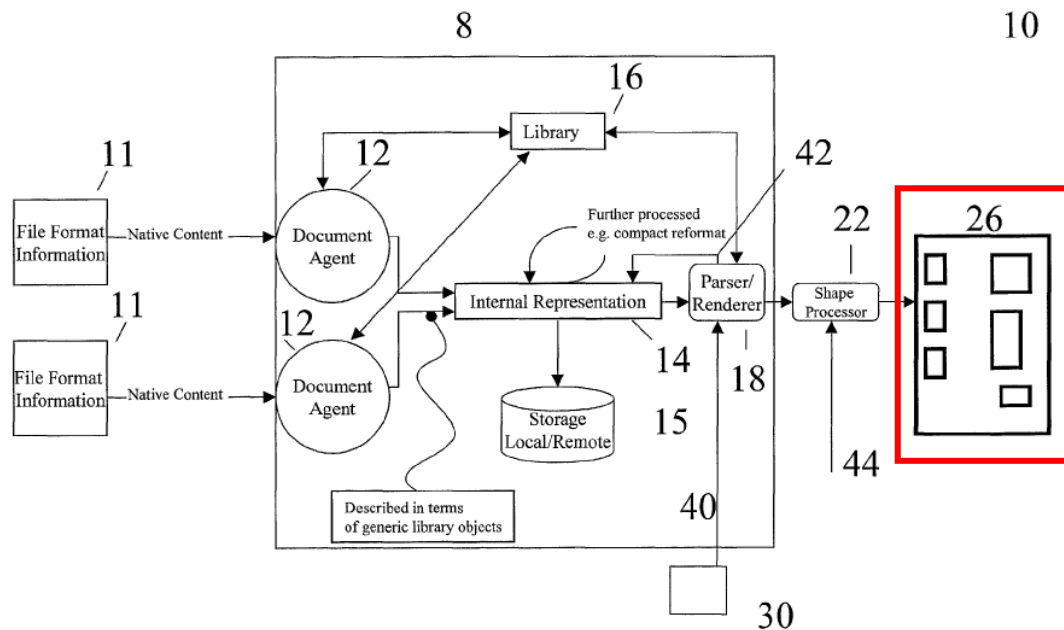 8
10
16
Library
11
12
42
File Format
Information
Native Content
Document
Agent
Further processed
e.g. compact reformat
22
26
Parser/
Renderer
Shape
Processor
Internal Representation
11
12
14
18
File Format
Information
Native Content
Document
Agent
Storage
Local/Remote
15
44
Described in terms
of generic library objects
40
30